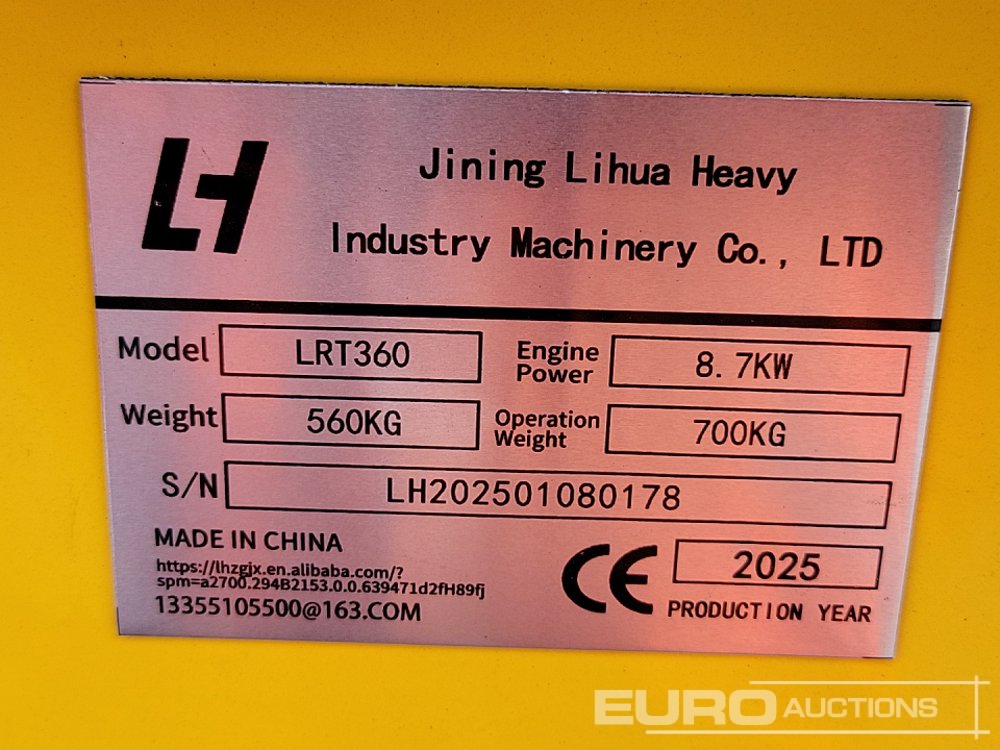 LH
Jining Lihua Heavy
Industry Machinery Co., LTD
Model LRT360 Engine Power 8.7KW
Weight 560KG Operation Weight 700KG
S/N LH202501080178
MADE IN CHINA
https://lhzgjx.en.alibaba.com/?
spm=a2700.294B2153.0.0.639471d2fH89fj
13355105500@163.COM
CE 2025
PRODUCTION YEAR
EURO AUCTIONS